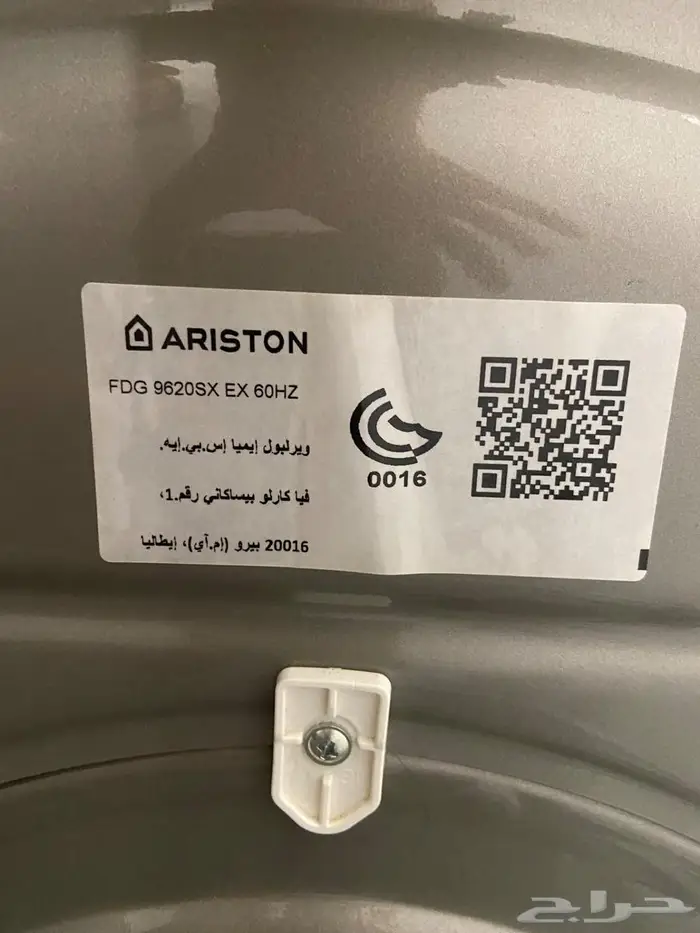 ARISTON
FDG 9620SX EX 60HZ
ويرلبول إيميا إس.بي.إيه.
فيا كارلو بيساكاني رقم.1،
20016 بيرو (إم.آي)، إيطاليا
0016
حراج